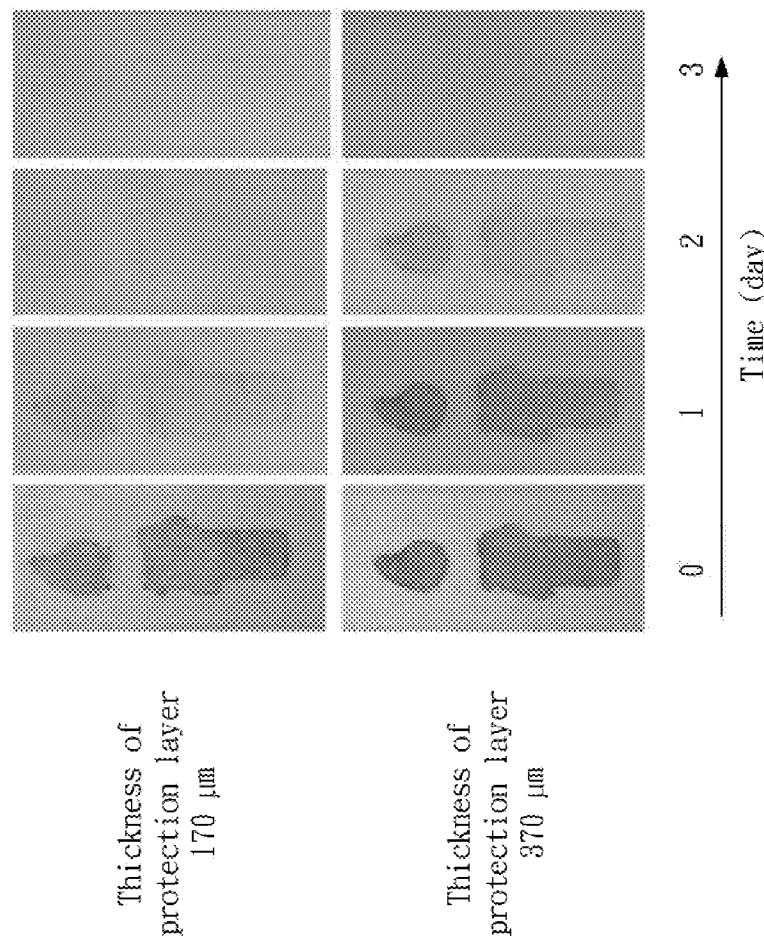 Thickness of
protection layer
170 μm
Thickness of
protection layer
370 μm
0 1 2 3
Time (day)